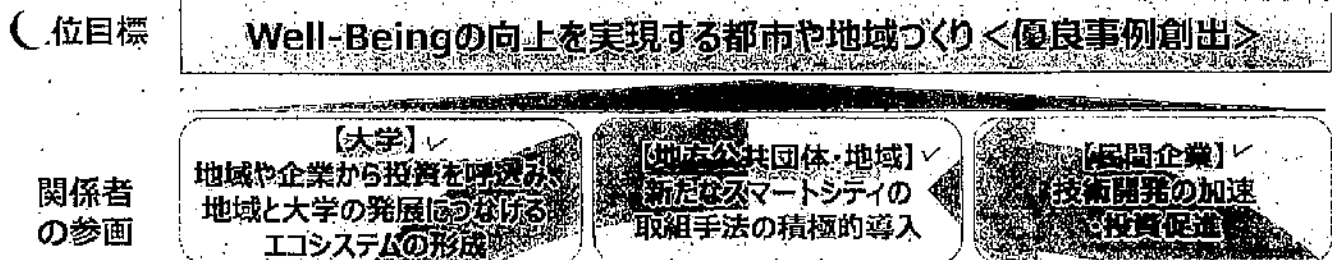 位目標
Well-Beingの向上を実現する都市や地域づくり<優良事例創出>
関係者
の参画
【大学】
地域や企業から投資を呼込み、
地域と大学の発展につなげる
エコシステムの形成
【地方公共団体・地域】
新たなスマートシティの
取組手法の積極的導入
【民間企業】
技術開発の加速
・投資促進